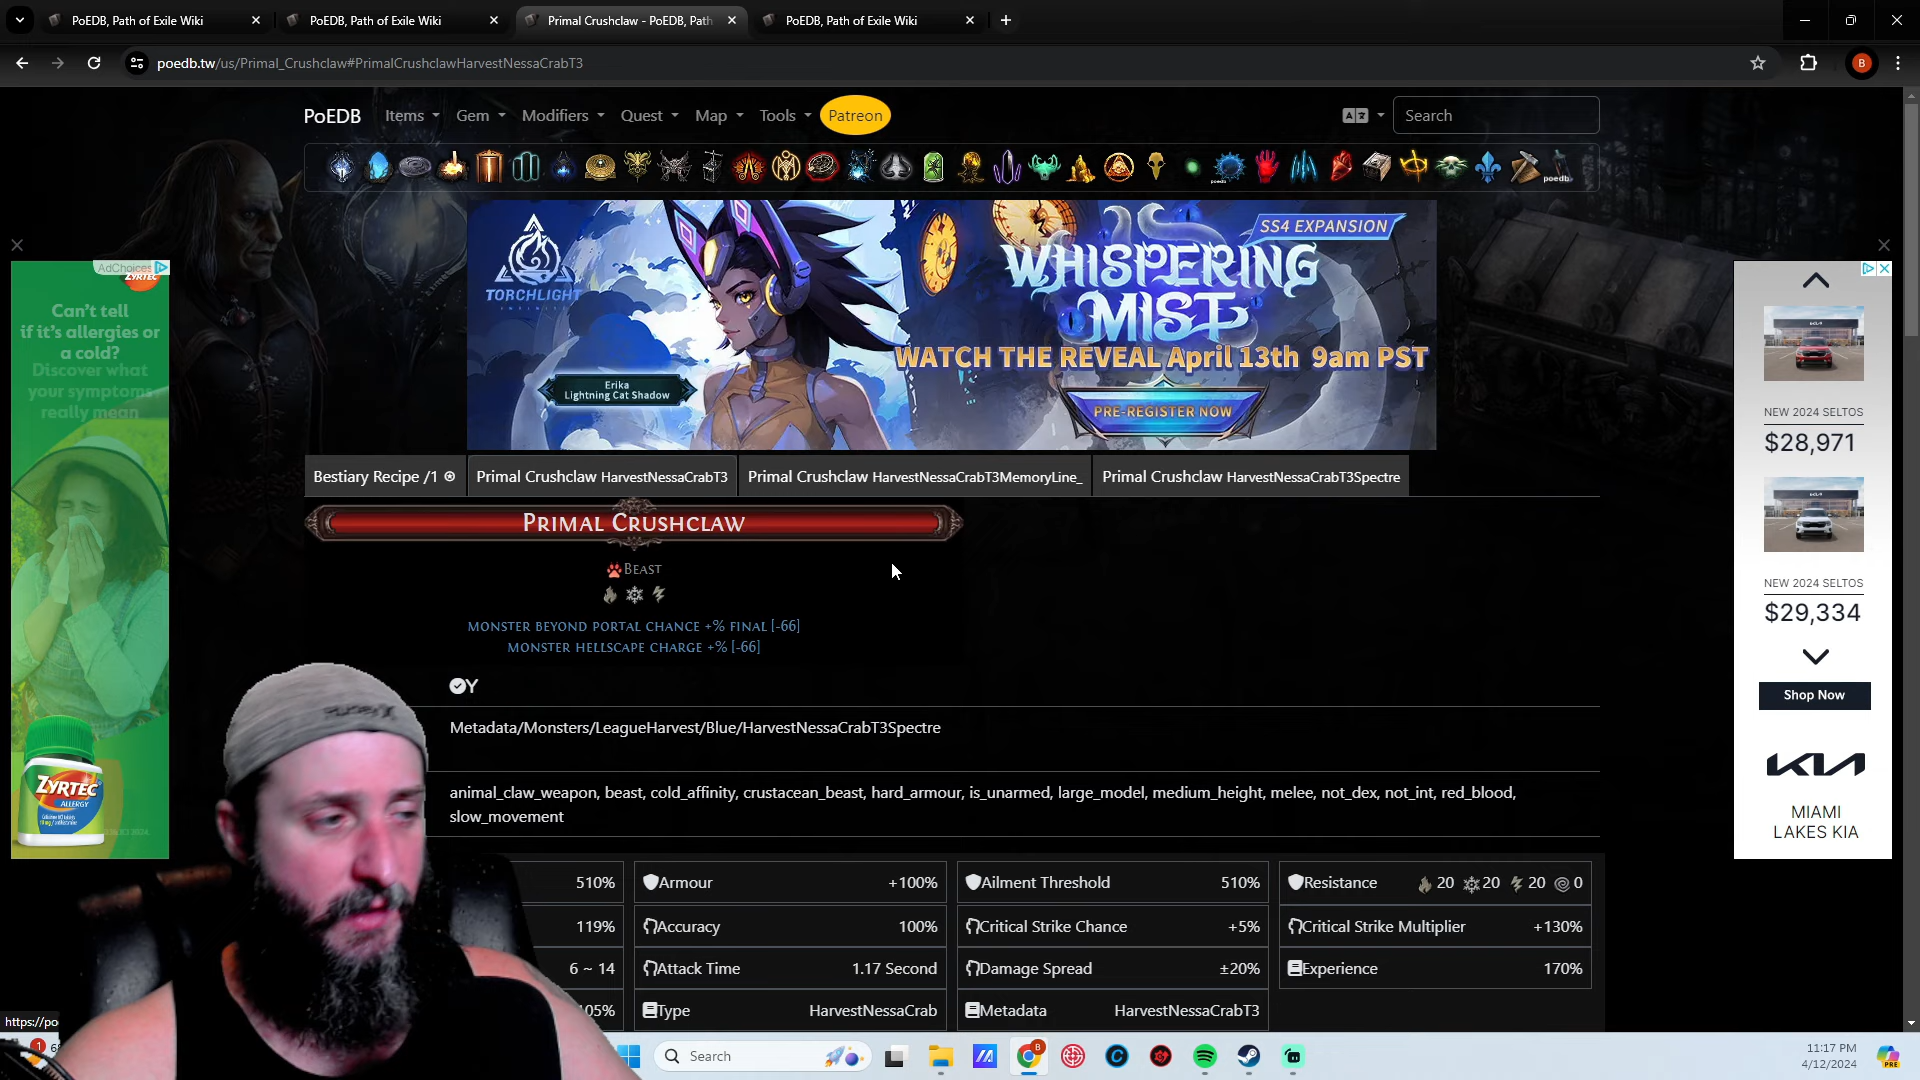 PoEDB, Path of Exile Wiki
PoEDB, Path of Exile Wiki
Primal Crushclaw - PoEDB, Path
PoEDB, Path of Exile Wiki
poedb.tw/us/Primal_Crushclaw#PrimalCrushclawHarvestNessaCrabT3
B
PoEDB Items Gem Modifiers Quest Map Tools Patreon Search
poedb
poedb
SS4 EXPANSION
WHISPERING
MIST
TORCHLIGHT
INFINITE
WATCH THE REVEAL April 13th 9am PST
Erika
Lightning Cat Shadow
PRE-REGISTER NOW
AdChoices
ZYRTEC
Can't tell
if it's allergies or
a cold?
Discover what
your symptoms
really mean
ZYRTEC
ALLERGY
NEW 2024 SELTOS
$28,971
NEW 2024 SELTOS
$29,334
Shop Now
KIA
MIAMI
LAKES KIA
Bestiary Recipe /1
Primal Crushclaw HarvestNessaCrabT3
Primal Crushclaw HarvestNessaCrabT3MemoryLine_
Primal Crushclaw HarvestNessaCrabT3Spectre
PRIMAL CRUSHCLAW
BEAST
MONSTER BEYOND PORTAL CHANCE +% FINAL [-66]
MONSTER HELLSCAPE CHARGE +% [-66]
Y
Metadata/Monsters/LeagueHarvest/Blue/HarvestNessaCrabT3Spectre
animal_claw_weapon, beast, cold_affinity, crustacean_beast, hard_armour, is_unarmed, large_model, medium_height, melee, not_dex, not_int, red_blood,
slow_movement
510% Armour +100% Ailment Threshold 510% Resistance 20 20 20 0
119% Accuracy 100% Critical Strike Chance +5% Critical Strike Multiplier +130%
6 ~ 14 Attack Time 1.17 Second Damage Spread ±20% Experience 170%
05% Type HarvestNessaCrab Metadata HarvestNessaCrabT3
https://po
1
Search
B
11:17 PM
4/12/2024
PRE